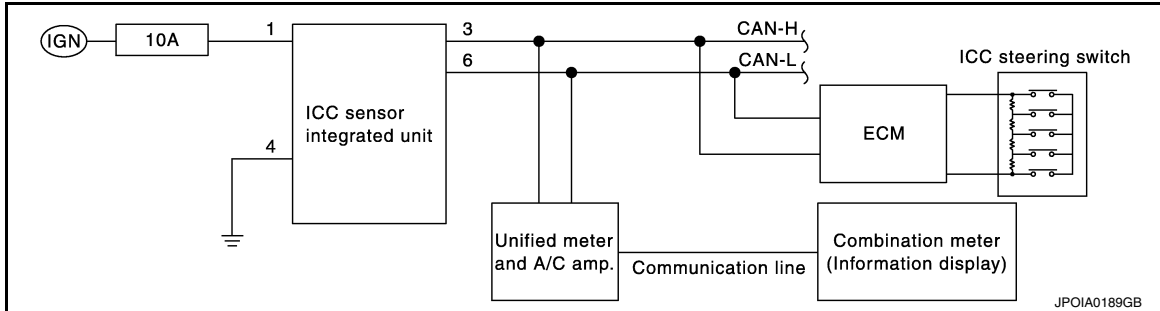 IGN
10A
1
3
CAN-H
6
CAN-L
ICC steering switch
ICC sensor
integrated unit
4
ECM
Unified meter
and A/C amp.
Communication line
Combination meter
(Information display)
JPOIA0189GB